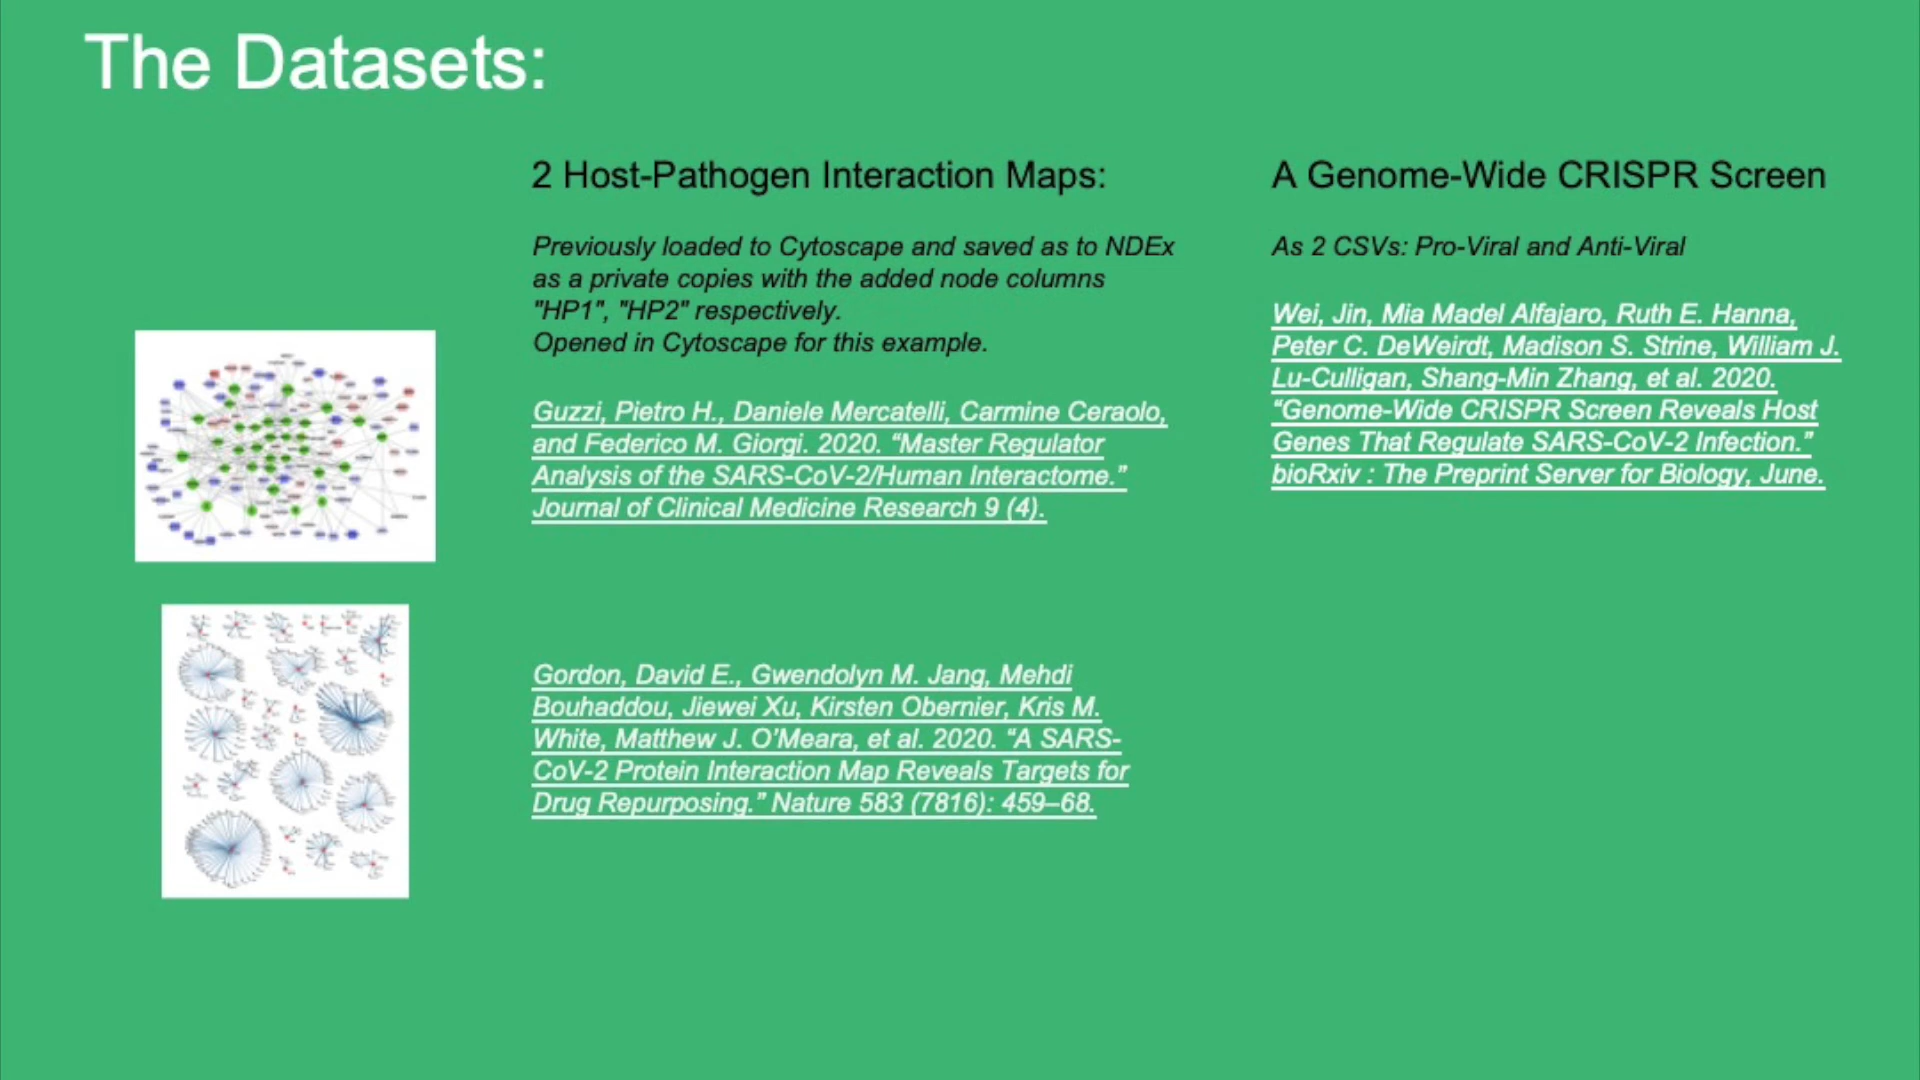 The Datasets:
2 Host-Pathogen Interaction Maps:
Previously loaded to Cytoscape and saved as to NDEx
as a private copies with the added node columns
"HP1", "HP2" respectively.
Opened in Cytoscape for this example.
Guzzi, Pietro H., Daniele Mercatelli, Carmine Ceraolo,
and Federico M. Giorgi. 2020. “Master Regulator
Analysis of the SARS-CoV-2/Human Interactome.”
Journal of Clinical Medicine Research 9 (4).
Gordon, David E., Gwendolyn M. Jang, Mehdi
Bouhaddou, Jiewei Xu, Kirsten Obernier, Kris M.
White, Matthew J. O’Meara, et al. 2020. “A SARS-
CoV-2 Protein Interaction Map Reveals Targets for
Drug Repurposing.” Nature 583 (7816): 459–68.
A Genome-Wide CRISPR Screen
As 2 CSVs: Pro-Viral and Anti-Viral
Wei, Jin, Mia Madel Alfajaro, Ruth E. Hanna,
Peter C. DeWeirdt, Madison S. Strine, William J.
Lu-Culligan, Shang-Min Zhang, et al. 2020.
“Genome-Wide CRISPR Screen Reveals Host
Genes That Regulate SARS-CoV-2 Infection.”
bioRxiv : The Preprint Server for Biology, June.